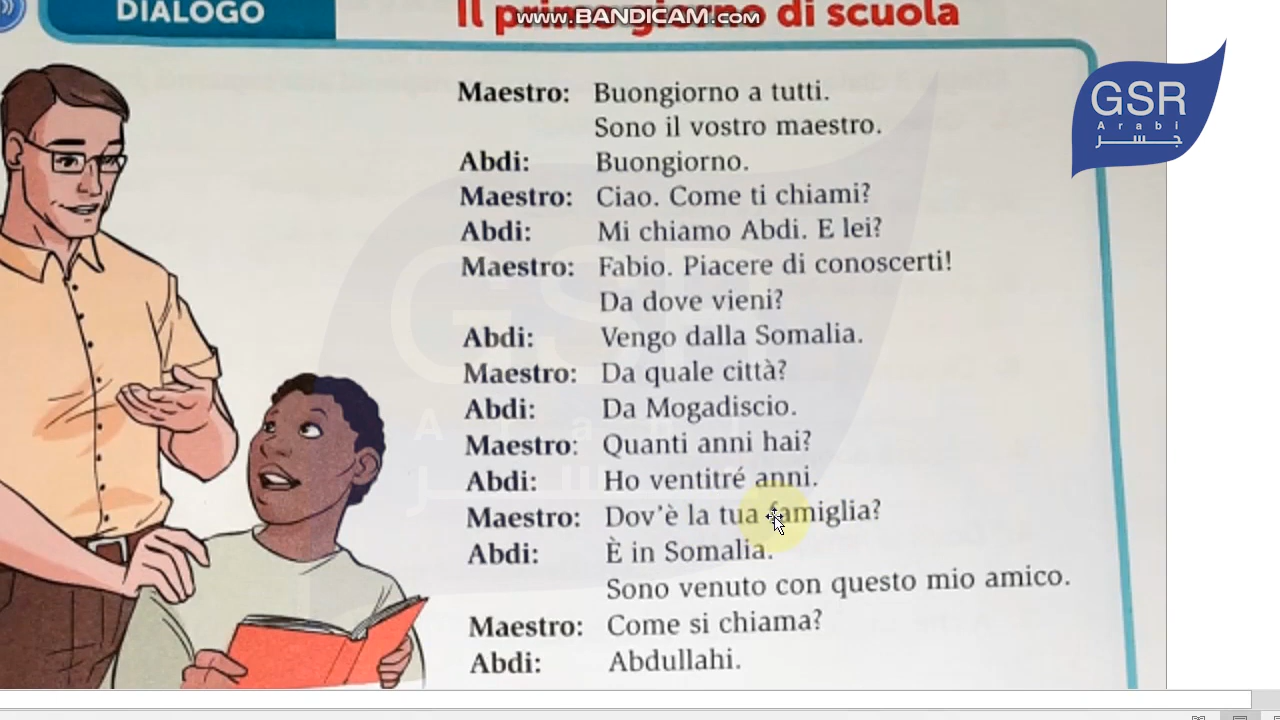 DIALOGO
Il primo giorno di scuola
www.BANDICAM.com
GSR
Arabi
جسر
Maestro: Buongiorno a tutti.
Sono il vostro maestro.
Abdi: Buongiorno.
Maestro: Ciao. Come ti chiami?
Abdi: Mi chiamo Abdi. E lei?
Maestro: Fabio. Piacere di conoscerti!
Da dove vieni?
Abdi: Vengo dalla Somalia.
Maestro: Da quale città?
Abdi: Da Mogadiscio.
Maestro: Quanti anni hai?
Abdi: Ho ventitré anni.
Maestro: Dov'è la tua famiglia?
Abdi: È in Somalia.
Sono venuto con questo mio amico.
Maestro: Come si chiama?
Abdi: Abdullahi.